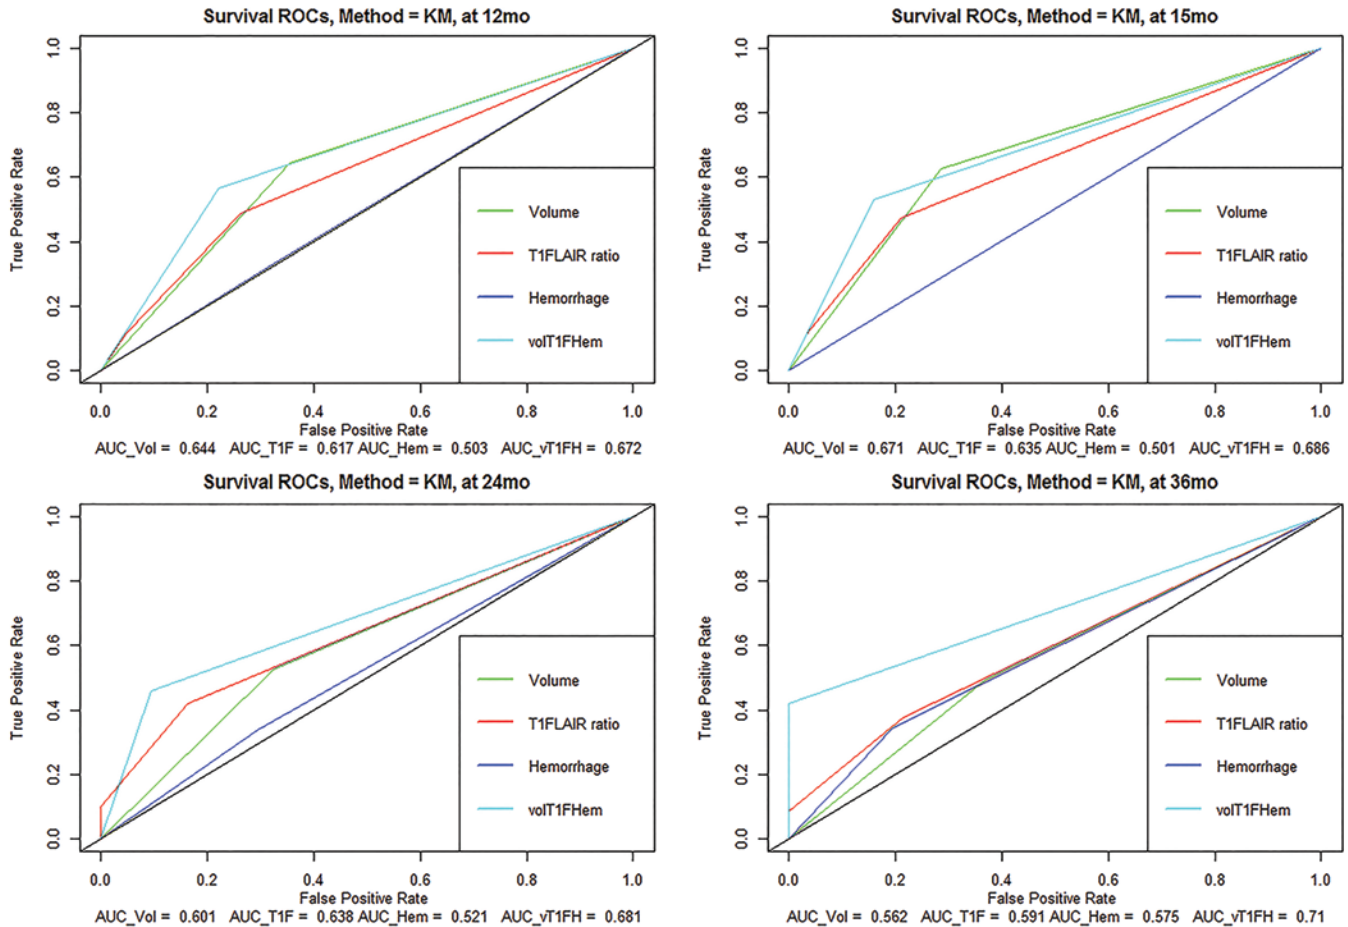 Survival ROCs, Method = KM, at 12mo
True Positive Rate
0.0 0.2 0.4 0.6 0.8 1.0
Volume
T1FLAIR ratio
Hemorrhage
volT1FHem
0.0 0.2 0.4 0.6 0.8 1.0
False Positive Rate
AUC_Vol = 0.644 AUC_T1F = 0.617 AUC_Hem = 0.503 AUC_vT1FH = 0.672
Survival ROCs, Method = KM, at 15mo
True Positive Rate
0.0 0.2 0.4 0.6 0.8 1.0
Volume
T1FLAIR ratio
Hemorrhage
volT1FHem
0.0 0.2 0.4 0.6 0.8 1.0
False Positive Rate
AUC_Vol = 0.671 AUC_T1F = 0.635 AUC_Hem = 0.501 AUC_vT1FH = 0.686
Survival ROCs, Method = KM, at 24mo
True Positive Rate
0.0 0.2 0.4 0.6 0.8 1.0
Volume
T1FLAIR ratio
Hemorrhage
volT1FHem
0.0 0.2 0.4 0.6 0.8 1.0
False Positive Rate
AUC_Vol = 0.601 AUC_T1F = 0.638 AUC_Hem = 0.521 AUC_vT1FH = 0.681
Survival ROCs, Method = KM, at 36mo
True Positive Rate
0.0 0.2 0.4 0.6 0.8 1.0
Volume
T1FLAIR ratio
Hemorrhage
volT1FHem
0.0 0.2 0.4 0.6 0.8 1.0
False Positive Rate
AUC_Vol = 0.562 AUC_T1F = 0.591 AUC_Hem = 0.575 AUC_vT1FH = 0.71